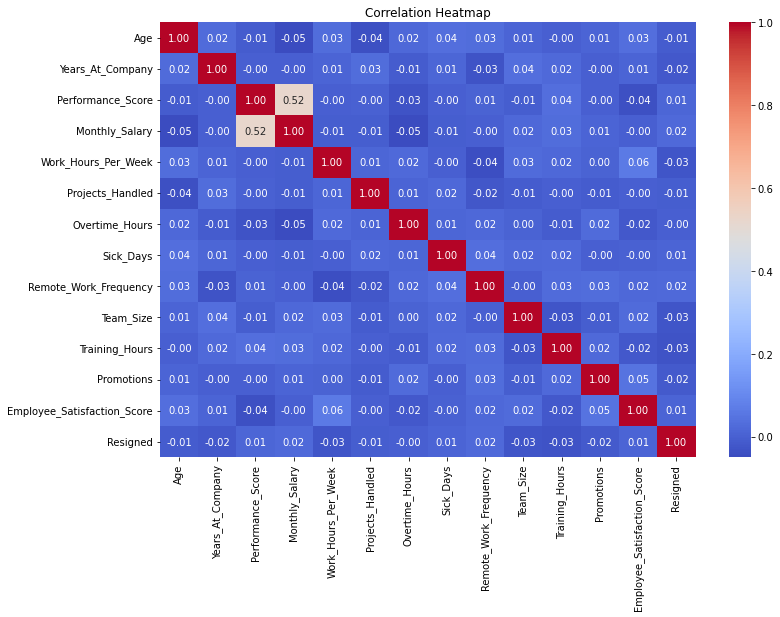 Correlation Heatmap
Age 1.00 0.02 -0.01 -0.05 0.03 -0.04 0.02 0.04 0.03 0.01 -0.00 0.01 0.03 -0.01
Years_At_Company 0.02 1.00 -0.00 -0.00 0.01 0.03 -0.01 0.01 -0.03 0.04 0.02 -0.00 0.01 -0.02
Performance_Score -0.01 -0.00 1.00 0.52 -0.00 -0.00 -0.03 -0.00 0.01 -0.01 0.04 -0.00 -0.04 0.01
Monthly_Salary -0.05 -0.00 0.52 1.00 -0.01 -0.01 -0.05 -0.01 -0.00 0.02 0.03 0.01 -0.00 0.02
Work_Hours_Per_Week 0.03 0.01 -0.00 -0.01 1.00 0.01 0.02 -0.00 -0.04 0.03 0.02 0.00 0.06 -0.03
Projects_Handled -0.04 0.03 -0.00 -0.01 0.01 1.00 0.01 0.02 -0.02 -0.01 -0.00 -0.01 -0.00 -0.01
Overtime_Hours 0.02 -0.01 -0.03 -0.05 0.02 0.01 1.00 0.01 0.02 0.00 -0.01 0.02 -0.02 -0.00
Sick_Days 0.04 0.01 -0.00 -0.01 -0.00 0.02 0.01 1.00 0.04 0.02 0.02 -0.00 -0.00 0.01
Remote_Work_Frequency 0.03 -0.03 0.01 -0.00 -0.04 -0.02 0.02 0.04 1.00 -0.00 0.03 0.03 0.02 0.02
Team_Size 0.01 0.04 -0.01 0.02 0.03 -0.01 0.00 0.02 -0.00 1.00 -0.03 -0.01 0.02 -0.03
Training_Hours -0.00 0.02 0.04 0.03 0.02 -0.00 -0.01 0.02 0.03 -0.03 1.00 0.02 -0.02 -0.03
Promotions 0.01 -0.00 -0.00 0.01 0.00 -0.01 0.02 -0.00 0.03 -0.01 0.02 1.00 0.05 -0.02
Employee_Satisfaction_Score 0.03 0.01 -0.04 -0.00 0.06 -0.00 -0.02 -0.00 0.02 0.02 -0.02 0.05 1.00 0.01
Resigned -0.01 -0.02 0.01 0.02 -0.03 -0.01 -0.00 0.01 0.02 -0.03 -0.03 -0.02 0.01 1.00
Age
Years_At_Company
Performance_Score
Monthly_Salary
Work_Hours_Per_Week
Projects_Handled
Overtime_Hours
Sick_Days
Remote_Work_Frequency
Team_Size
Training_Hours
Promotions
Employee_Satisfaction_Score
Resigned
1.0
0.8
0.6
0.4
0.2
0.0